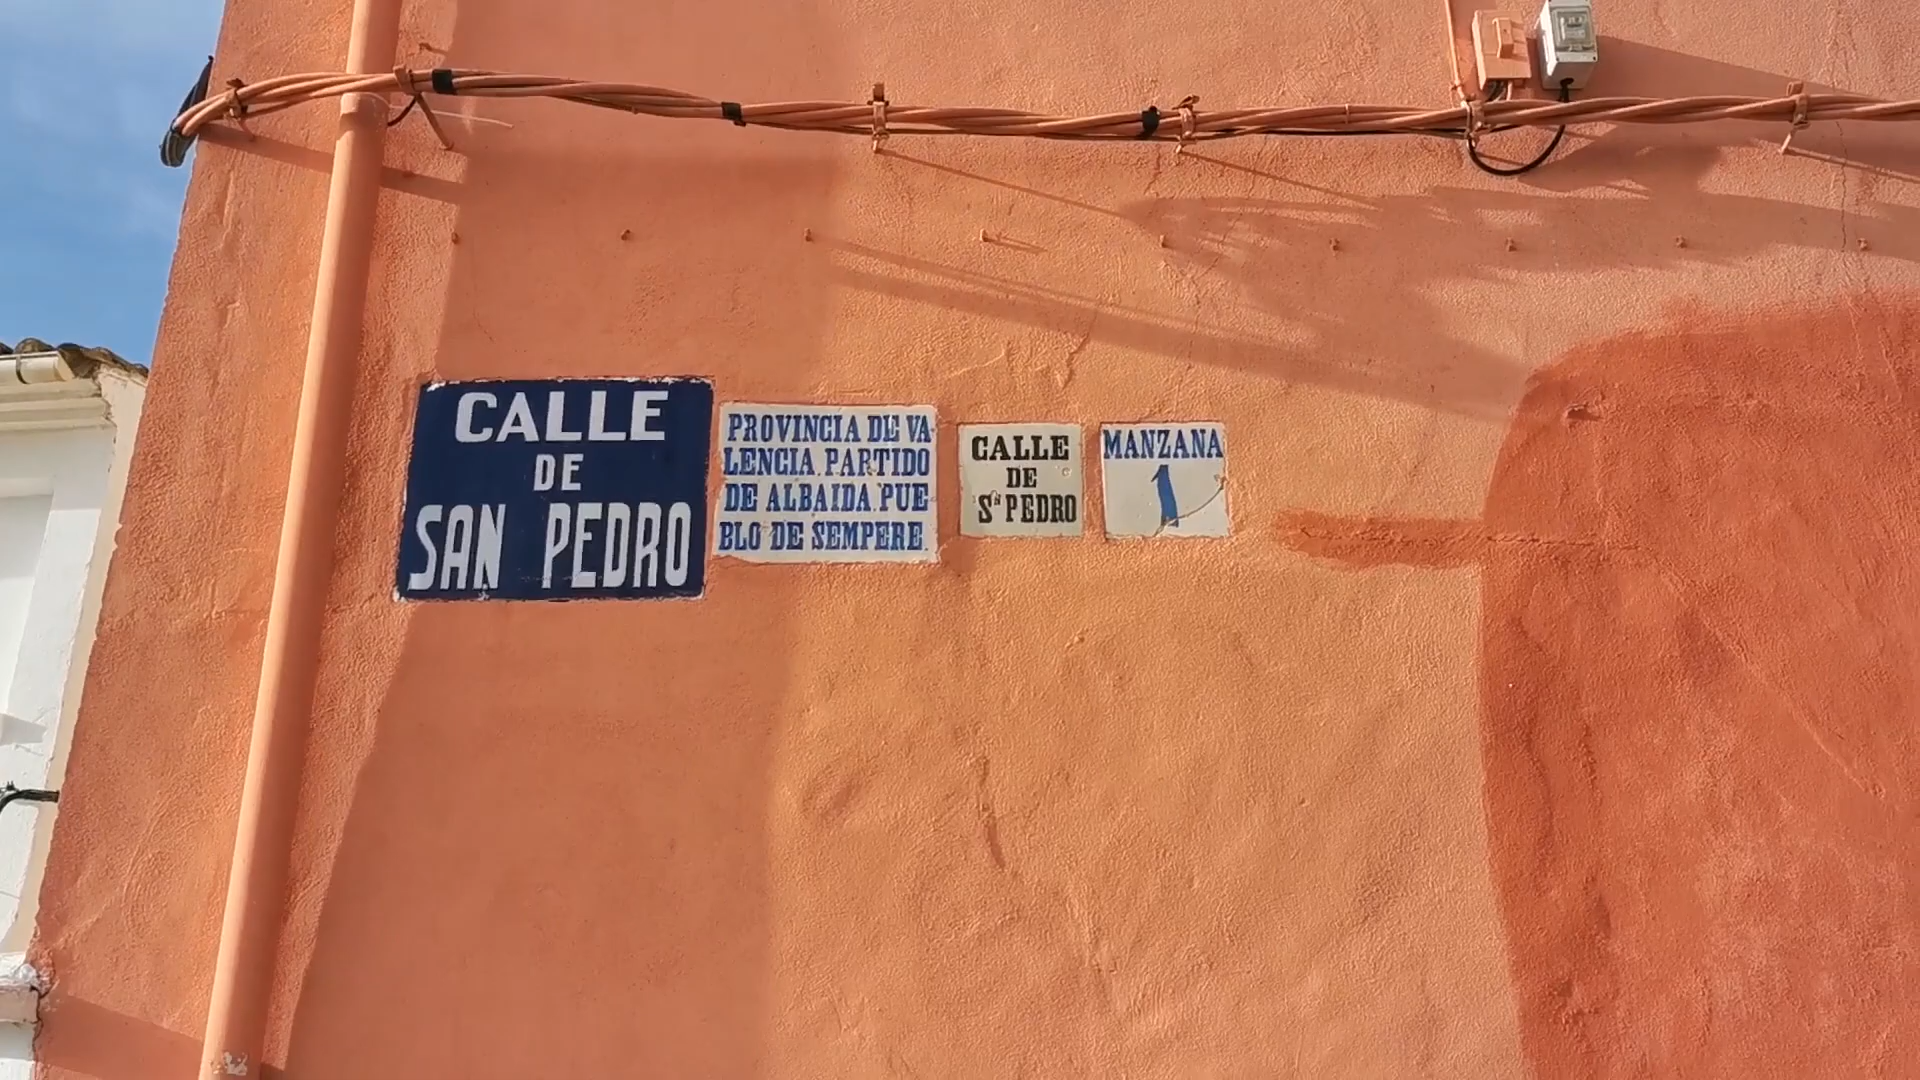 CALLE
DE
SAN PEDRO
PROVINCIA DE VA-
LENCIA. PARTIDO
DE ALBAIDA. PUE
BLO DE SEMPERE.
CALLE
DE
Sⁿ PEDRO
MANZANA
1